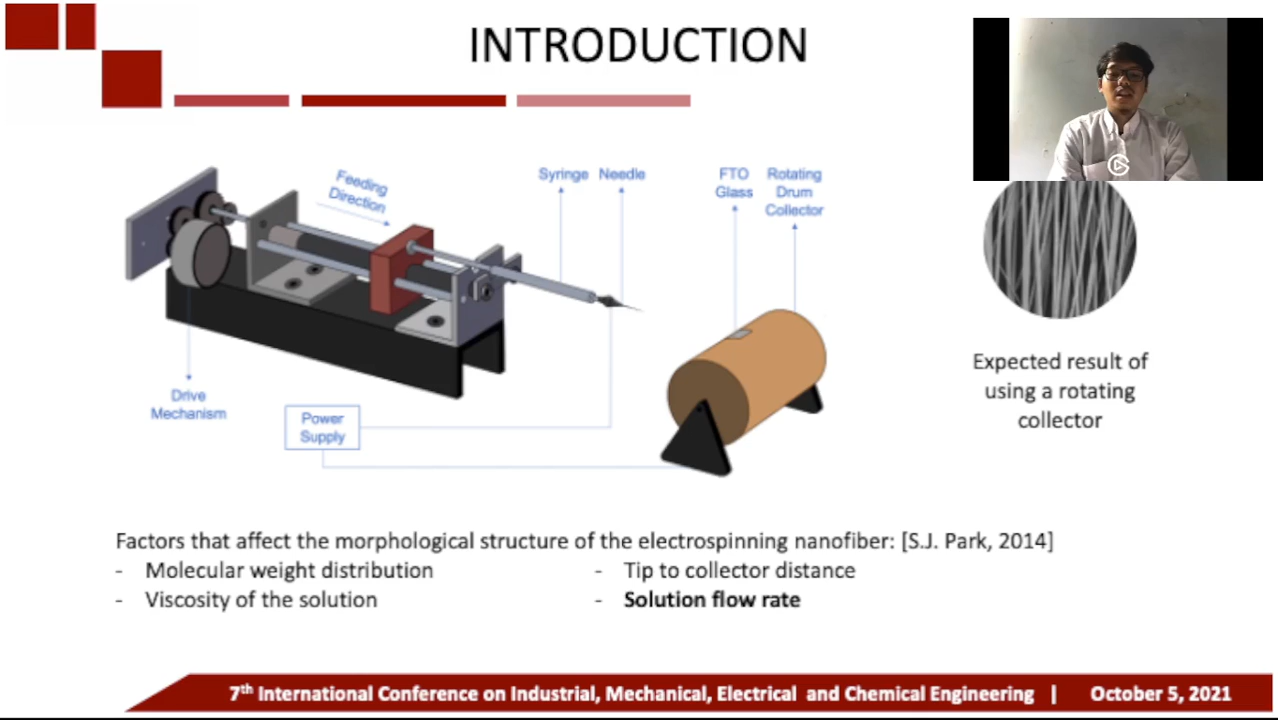 INTRODUCTION
Feeding
Direction
Syringe
Needle
FTO
Glass
Rotating
Drum
Collector
Drive
Mechanism
Power
Supply
Expected result of
using a rotating
collector
Factors that affect the morphological structure of the electrospinning nanofiber: [S.J. Park, 2014]
- Molecular weight distribution
- Viscosity of the solution
- Tip to collector distance
- Solution flow rate
7th International Conference on Industrial, Mechanical, Electrical and Chemical Engineering | October 5, 2021